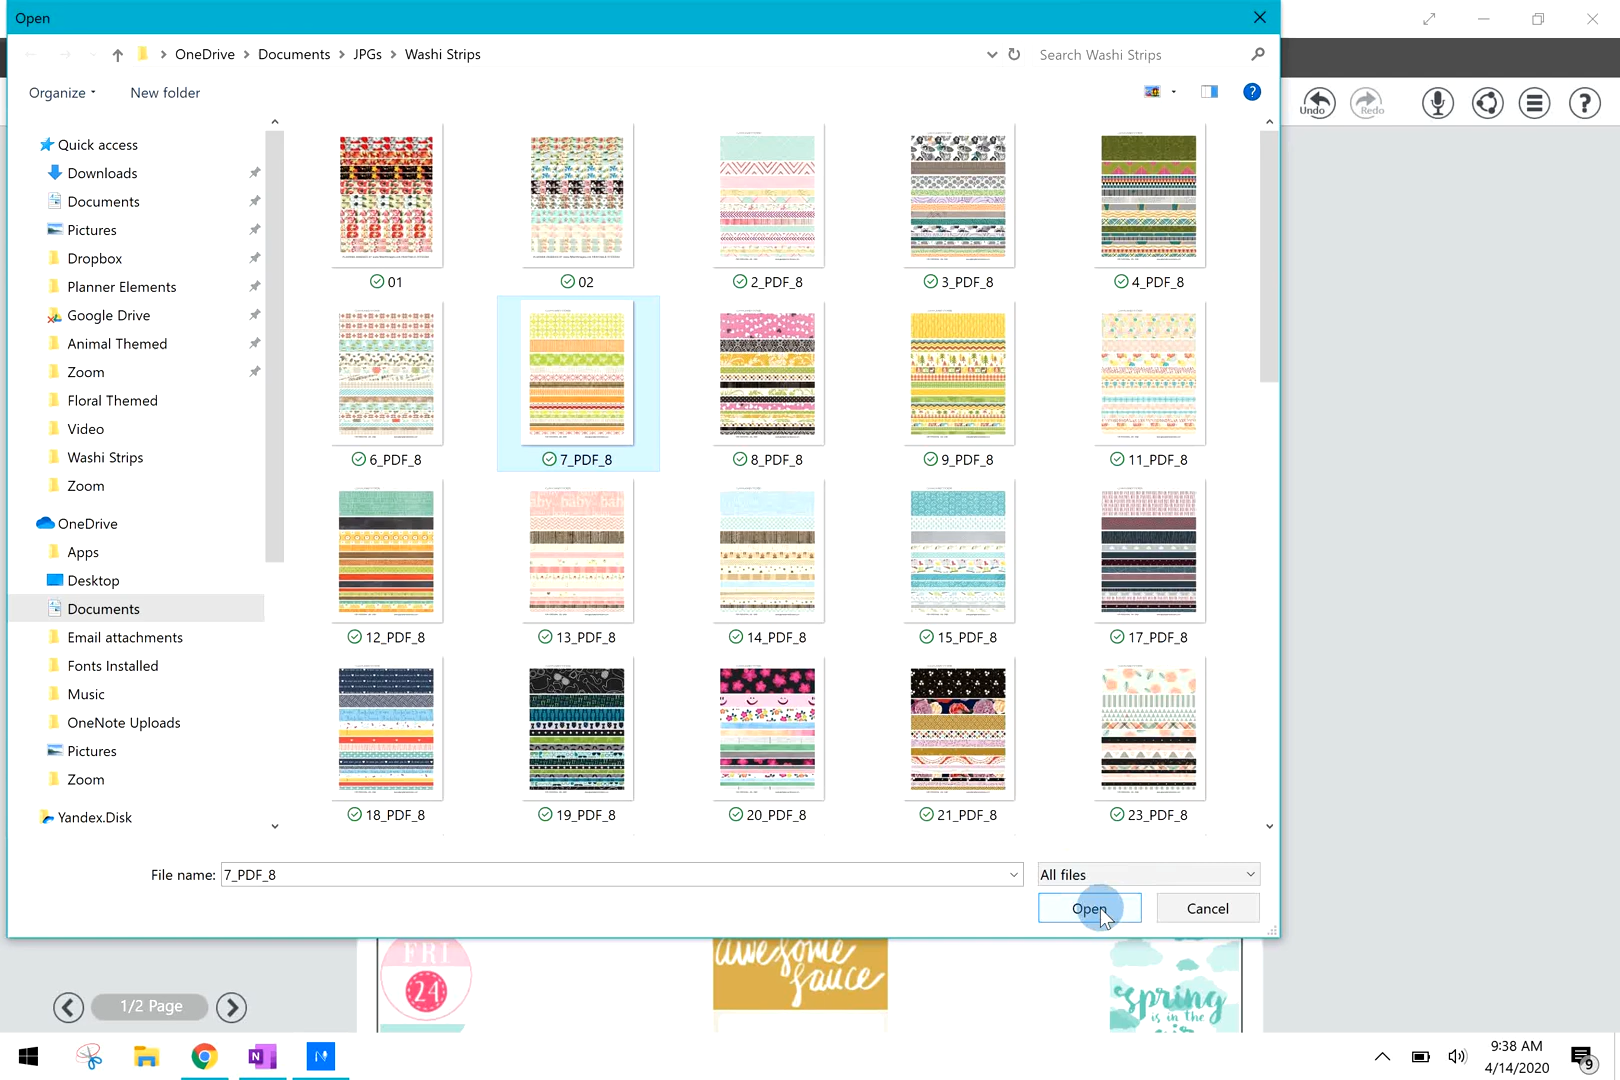 Open
OneDrive > Documents > JPGs > Washi Strips
Search Washi Strips
Organize
New folder
?
Undo
Redo
?
Quick access
Downloads
Documents
Pictures
Dropbox
Planner Elements
Google Drive
Animal Themed
Zoom
Floral Themed
Video
Washi Strips
Zoom
OneDrive
Apps
Desktop
Documents
Email attachments
Fonts Installed
Music
OneNote Uploads
Pictures
Zoom
Yandex.Disk
01
02
2_PDF_8
3_PDF_8
4_PDF_8
6_PDF_8
7_PDF_8
8_PDF_8
9_PDF_8
11_PDF_8
baby baby bab
12_PDF_8
13_PDF_8
14_PDF_8
15_PDF_8
17_PDF_8
18_PDF_8
19_PDF_8
20_PDF_8
21_PDF_8
23_PDF_8
File name:
7_PDF_8
All files
Open
Cancel
FRI
24
awesome
sauce
spring
is in the
1/2 Page
N
N
9:38 AM
4/14/2020
9